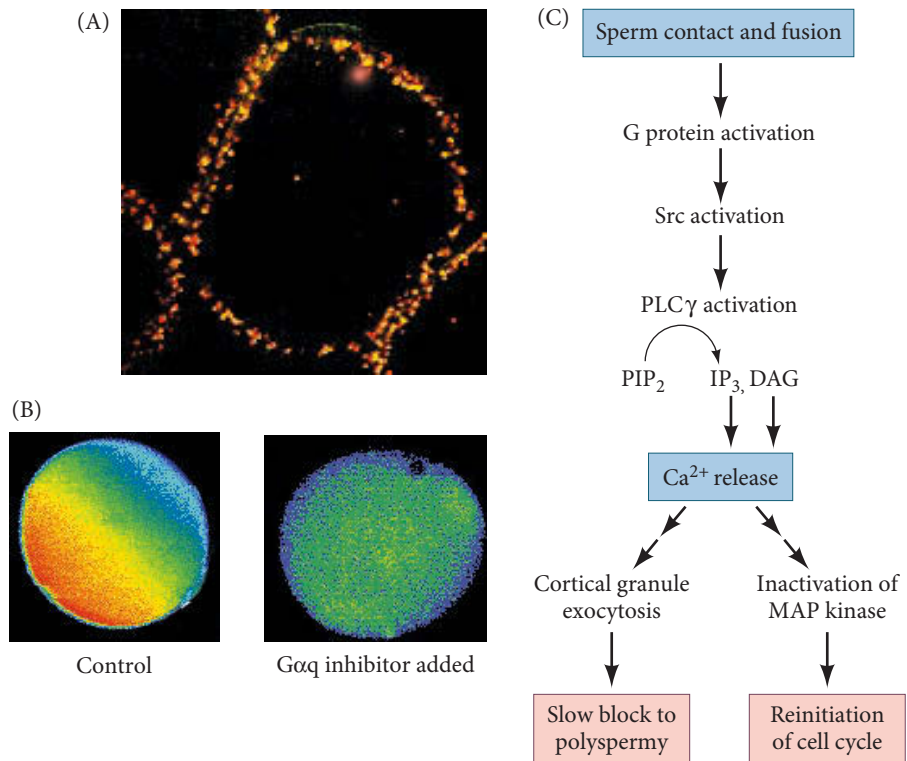 (A)
(B)
Control
Gαq inhibitor added
(C)
Sperm contact and fusion
G protein activation
Src activation
PLCγ activation
PIP₂ IP₃, DAG
Ca²⁺ release
Cortical granule
exocytosis
Inactivation of
MAP kinase
Slow block to
polyspermy
Reinitiation
of cell cycle